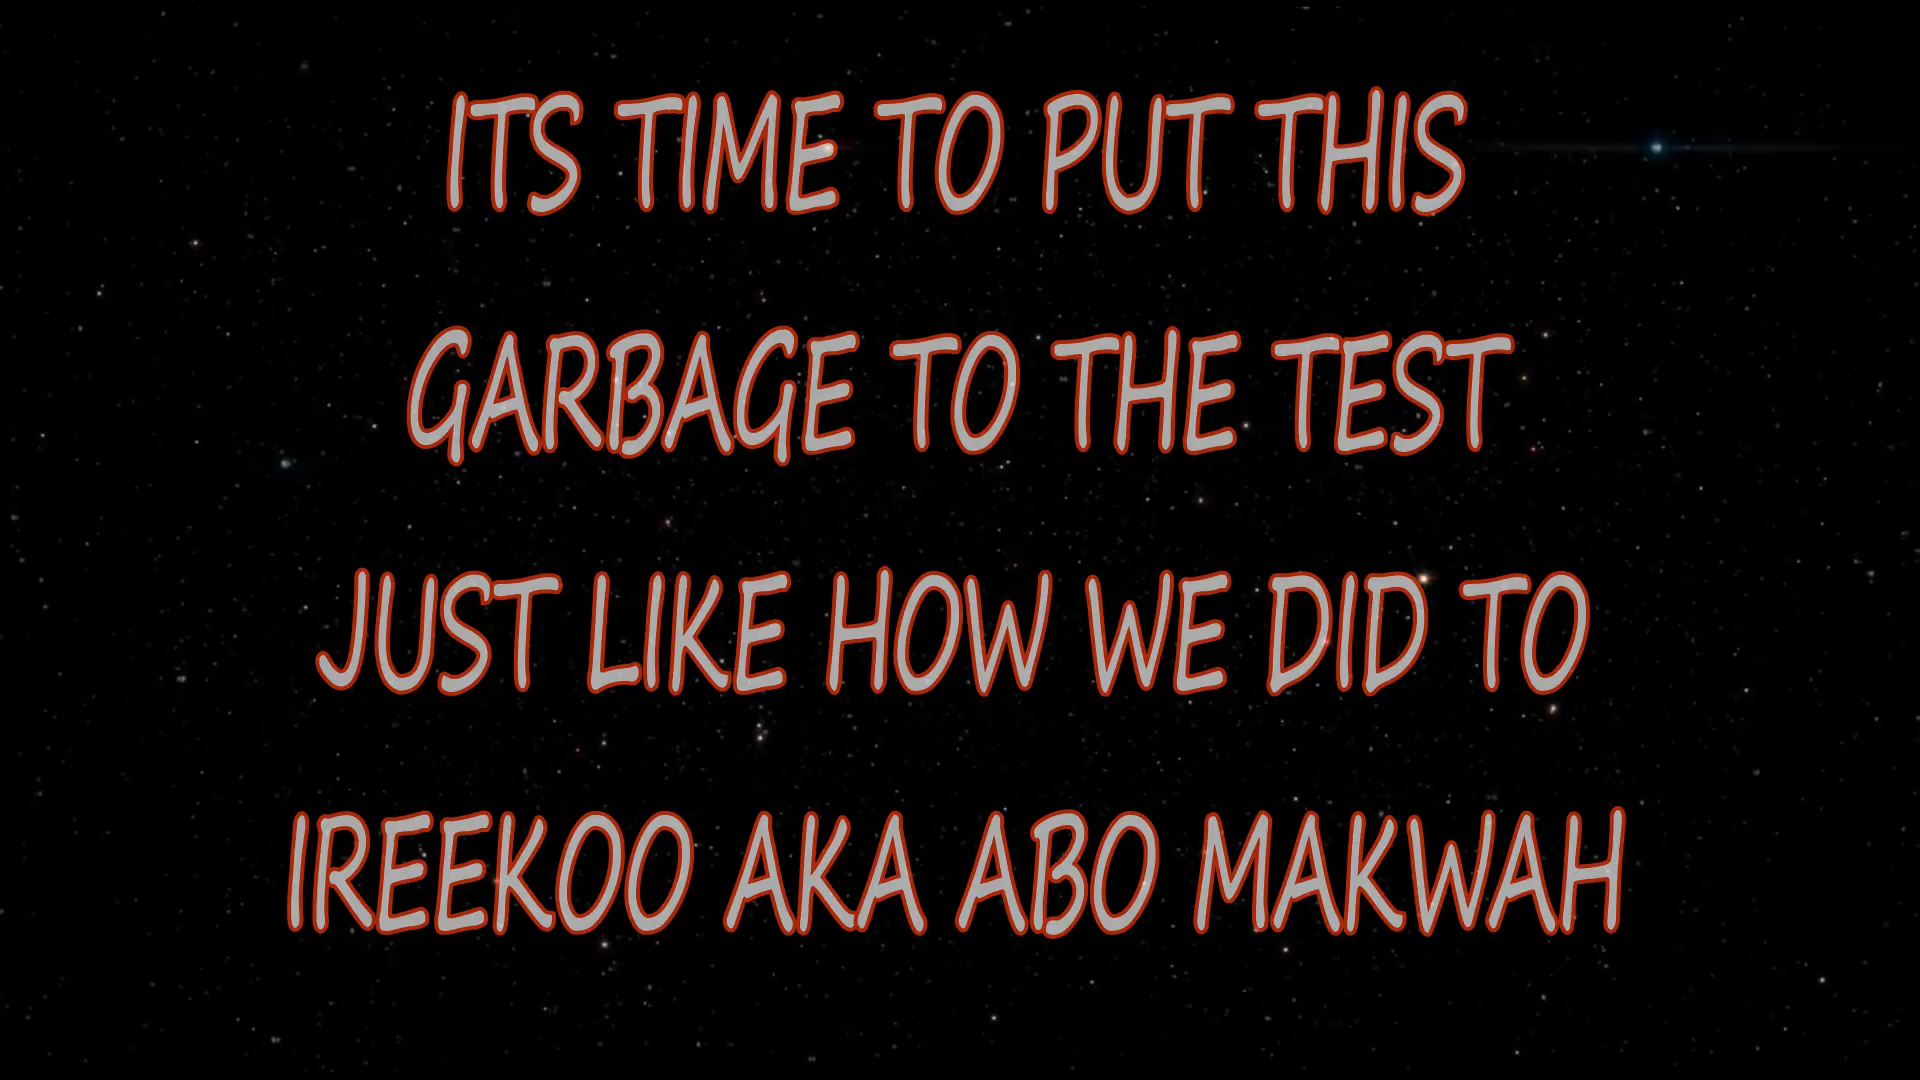 ITS TIME TO PUT THIS
GARBAGE TO THE TEST
JUST LIKE HOW WE DID TO
IREEKOO AKA ABO MAKWAH